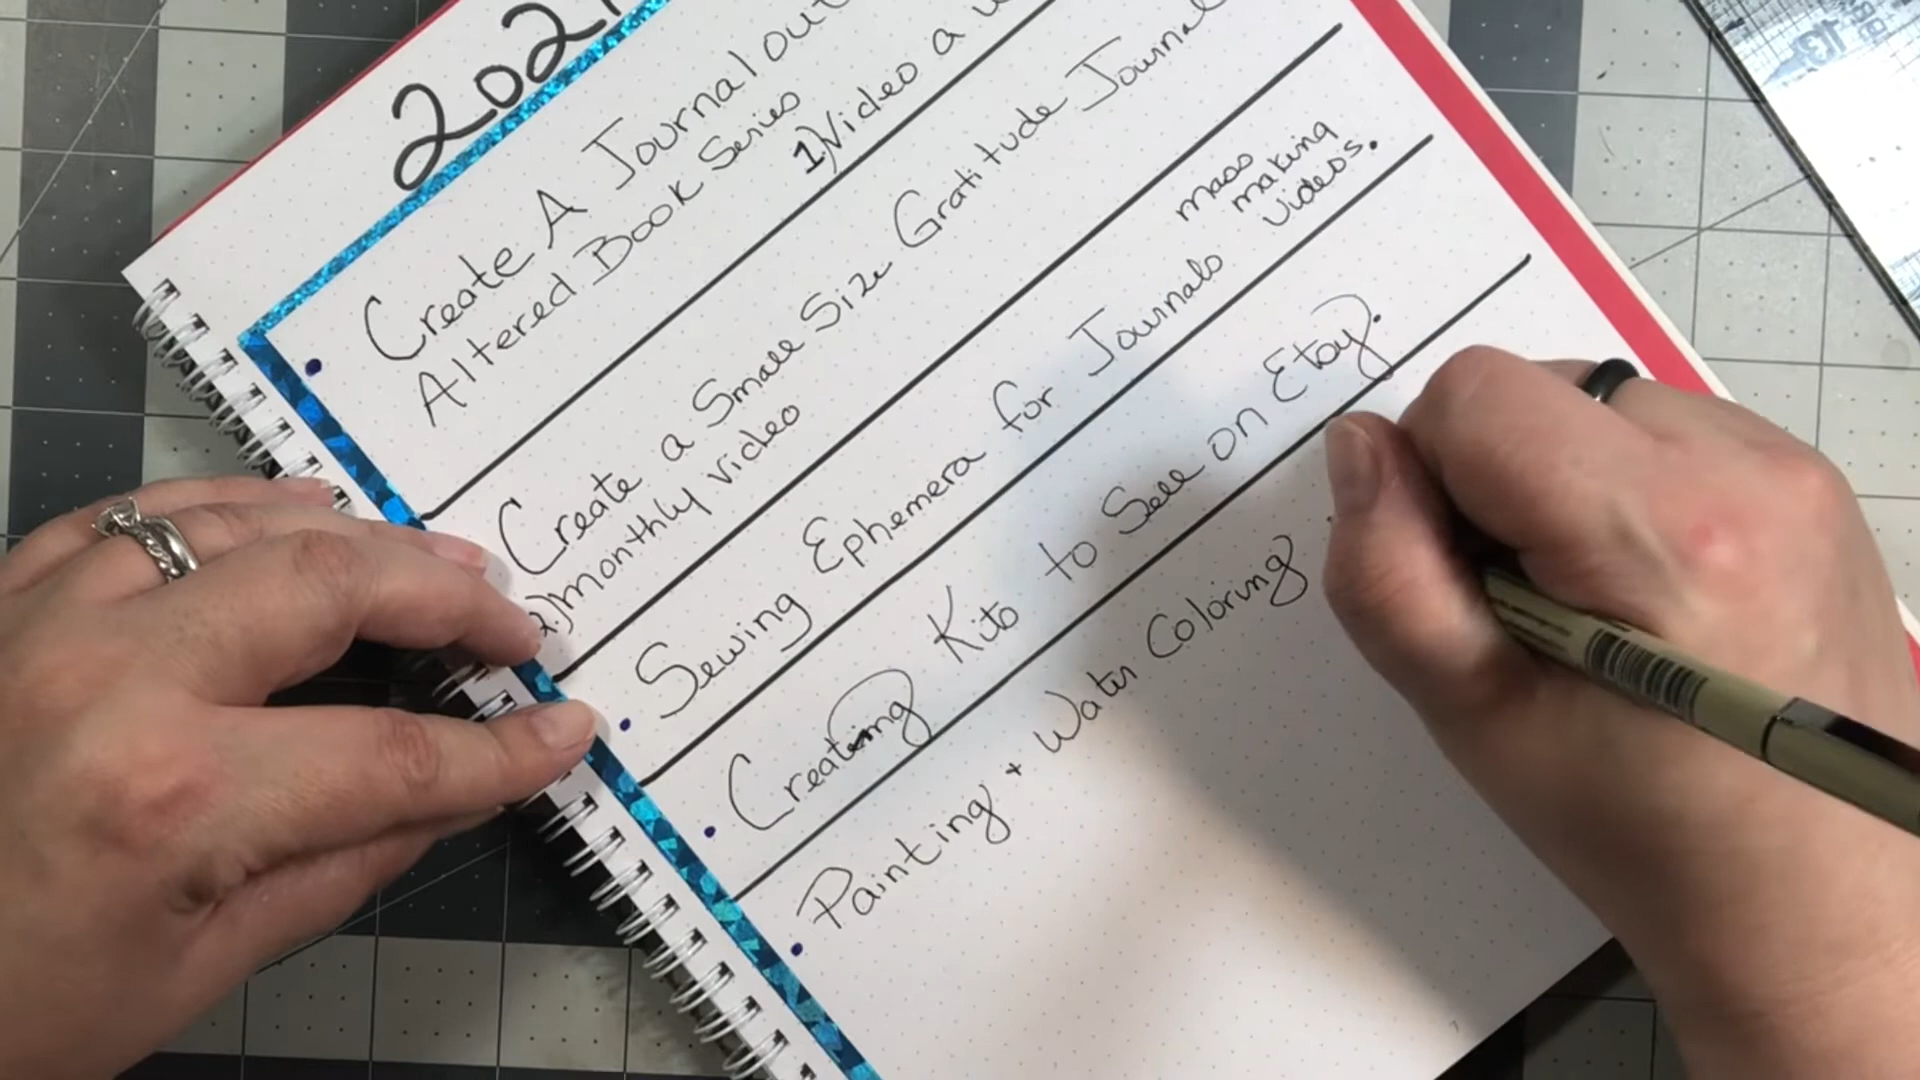 2021
Create A Journal out
Altered Book Series
1) Video a
Create a Small Size Gratitude Journal
2) monthly video
mass
making
videos.
Sewing Ephemera for Journals
Creating Kits to Sell on Etsy.
Painting + Water Coloring